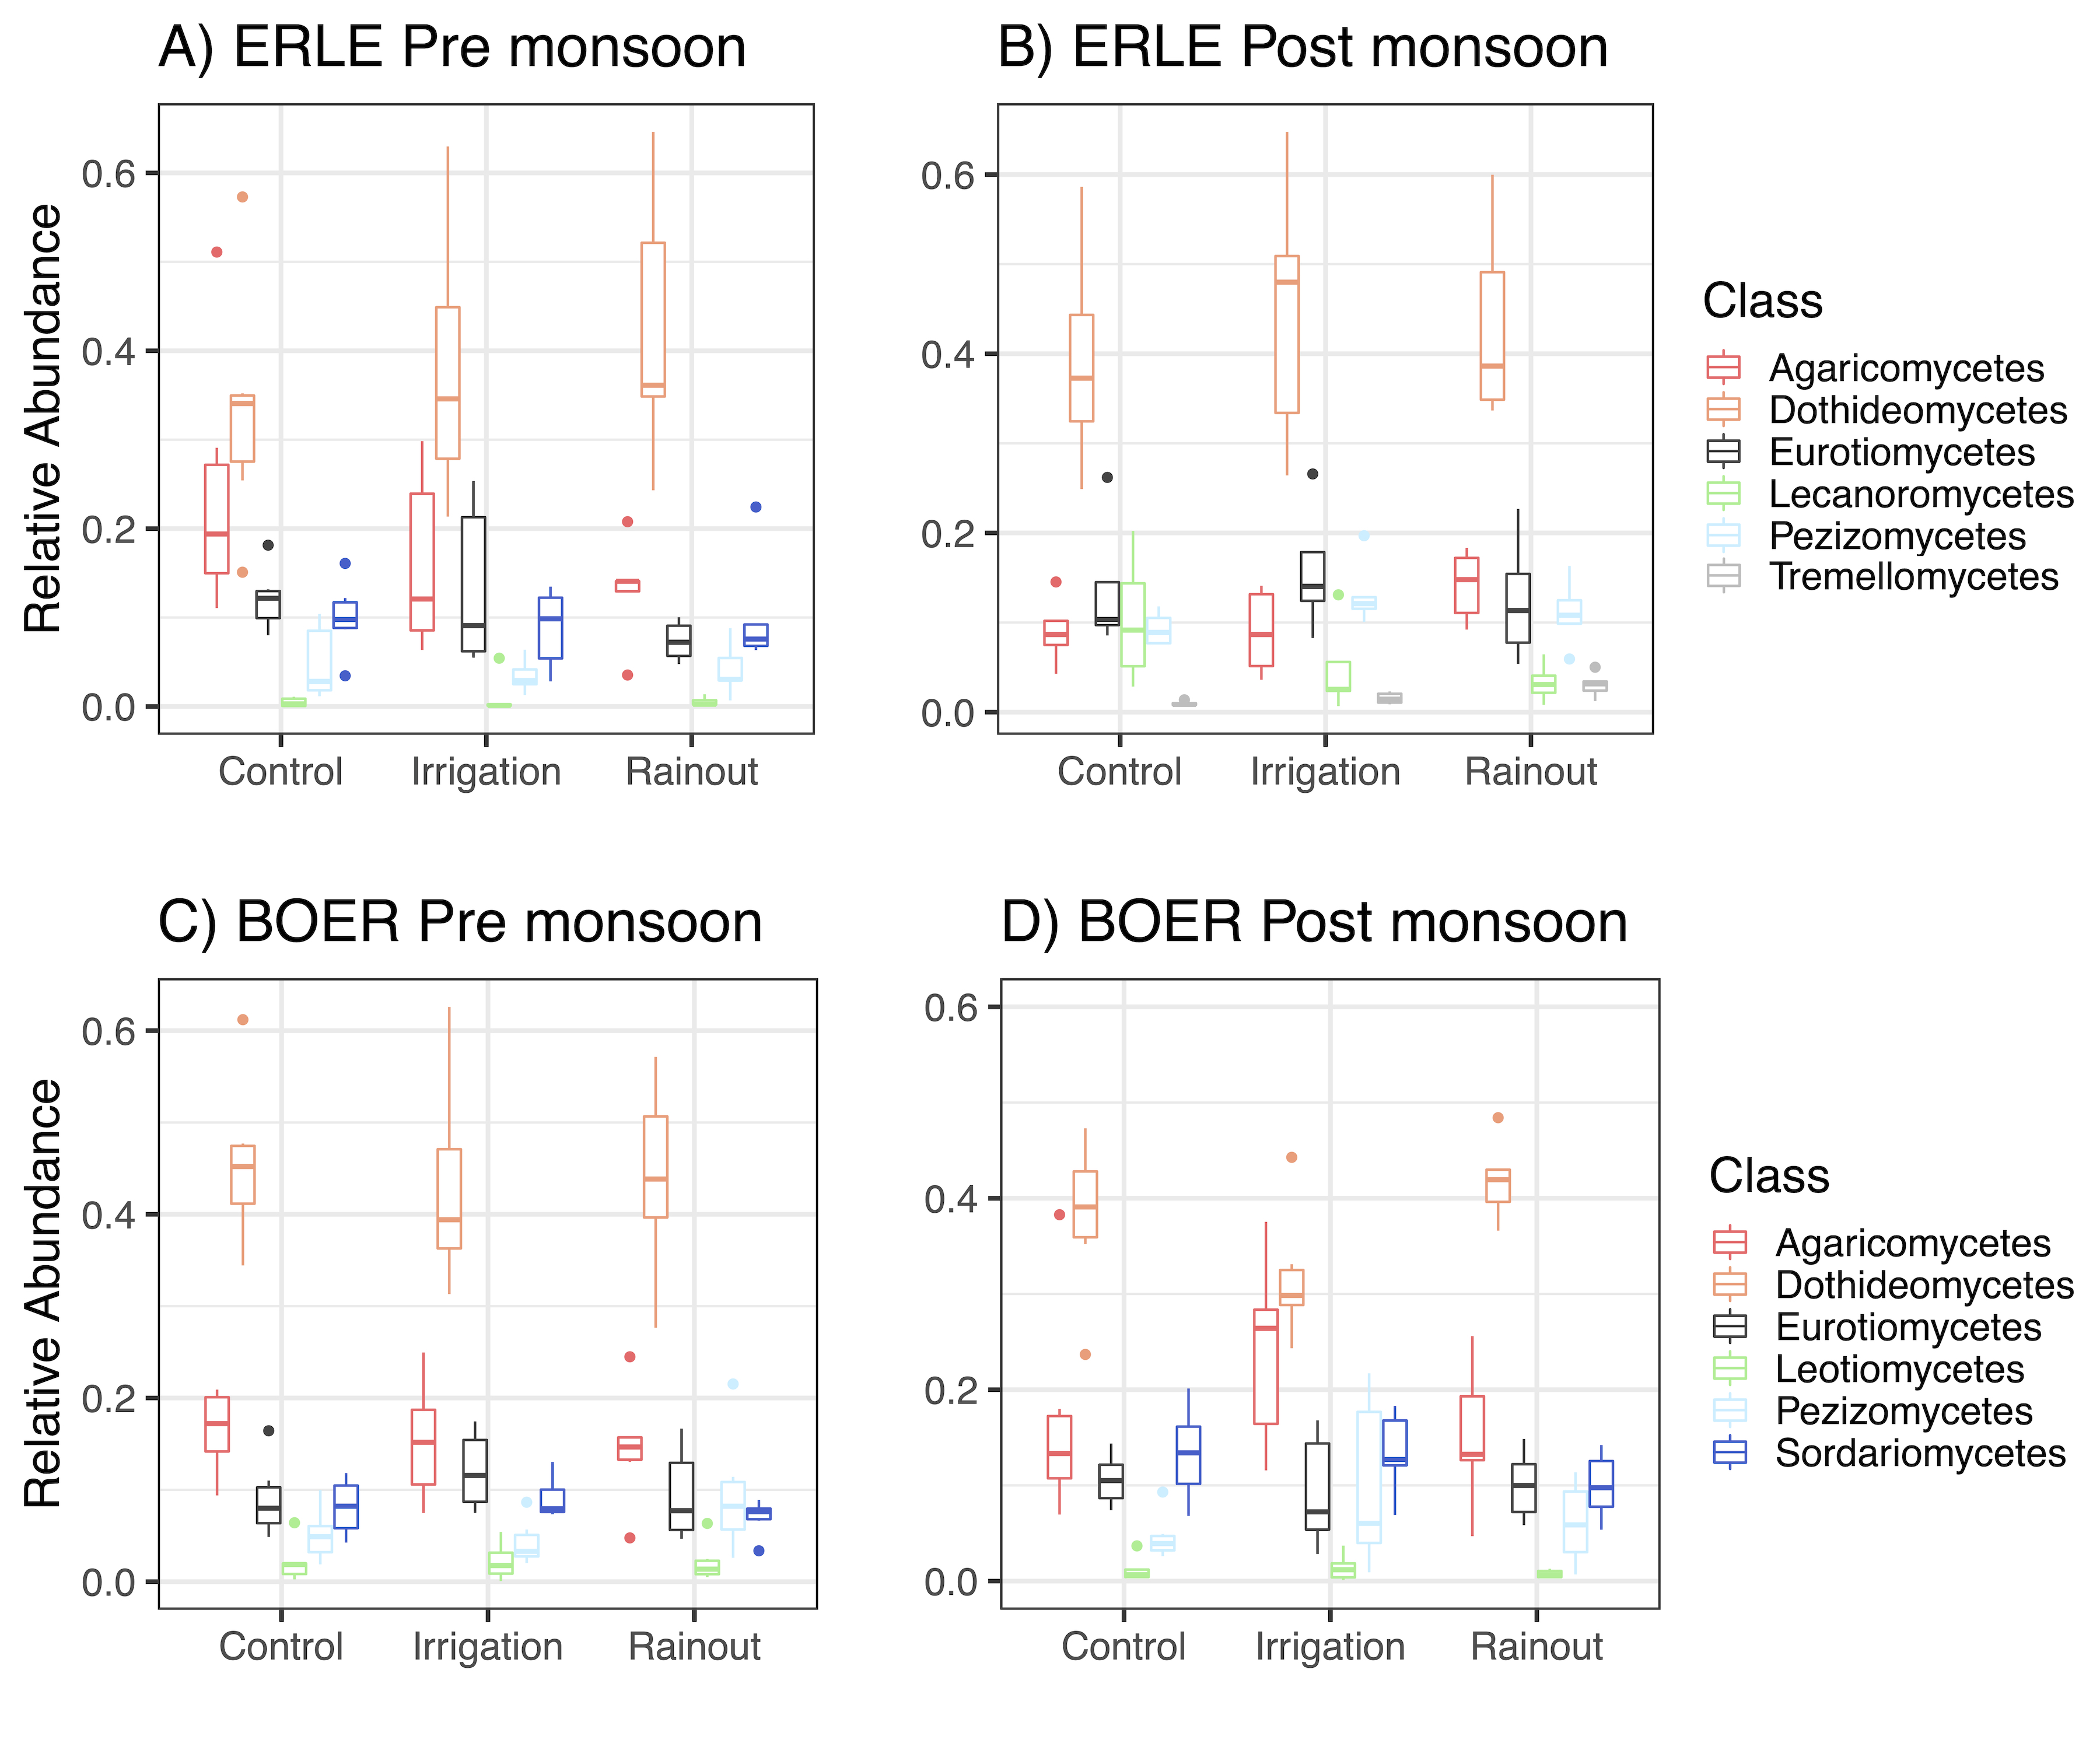 A) ERLE Pre monsoon
B) ERLE Post monsoon
Relative Abundance
0.6
0.4
0.2
0.0
Control
Irrigation
Rainout
0.6
0.4
0.2
0.0
Control
Irrigation
Rainout
Class
Agaricomycetes
Dothideomycetes
Eurotiomycetes
Lecanoromycetes
Pezizomycetes
Tremellomycetes
C) BOER Pre monsoon
D) BOER Post monsoon
Relative Abundance
0.6
0.4
0.2
0.0
Control
Irrigation
Rainout
0.6
0.4
0.2
0.0
Control
Irrigation
Rainout
Class
Agaricomycetes
Dothideomycetes
Eurotiomycetes
Leotiomycetes
Pezizomycetes
Sordariomycetes